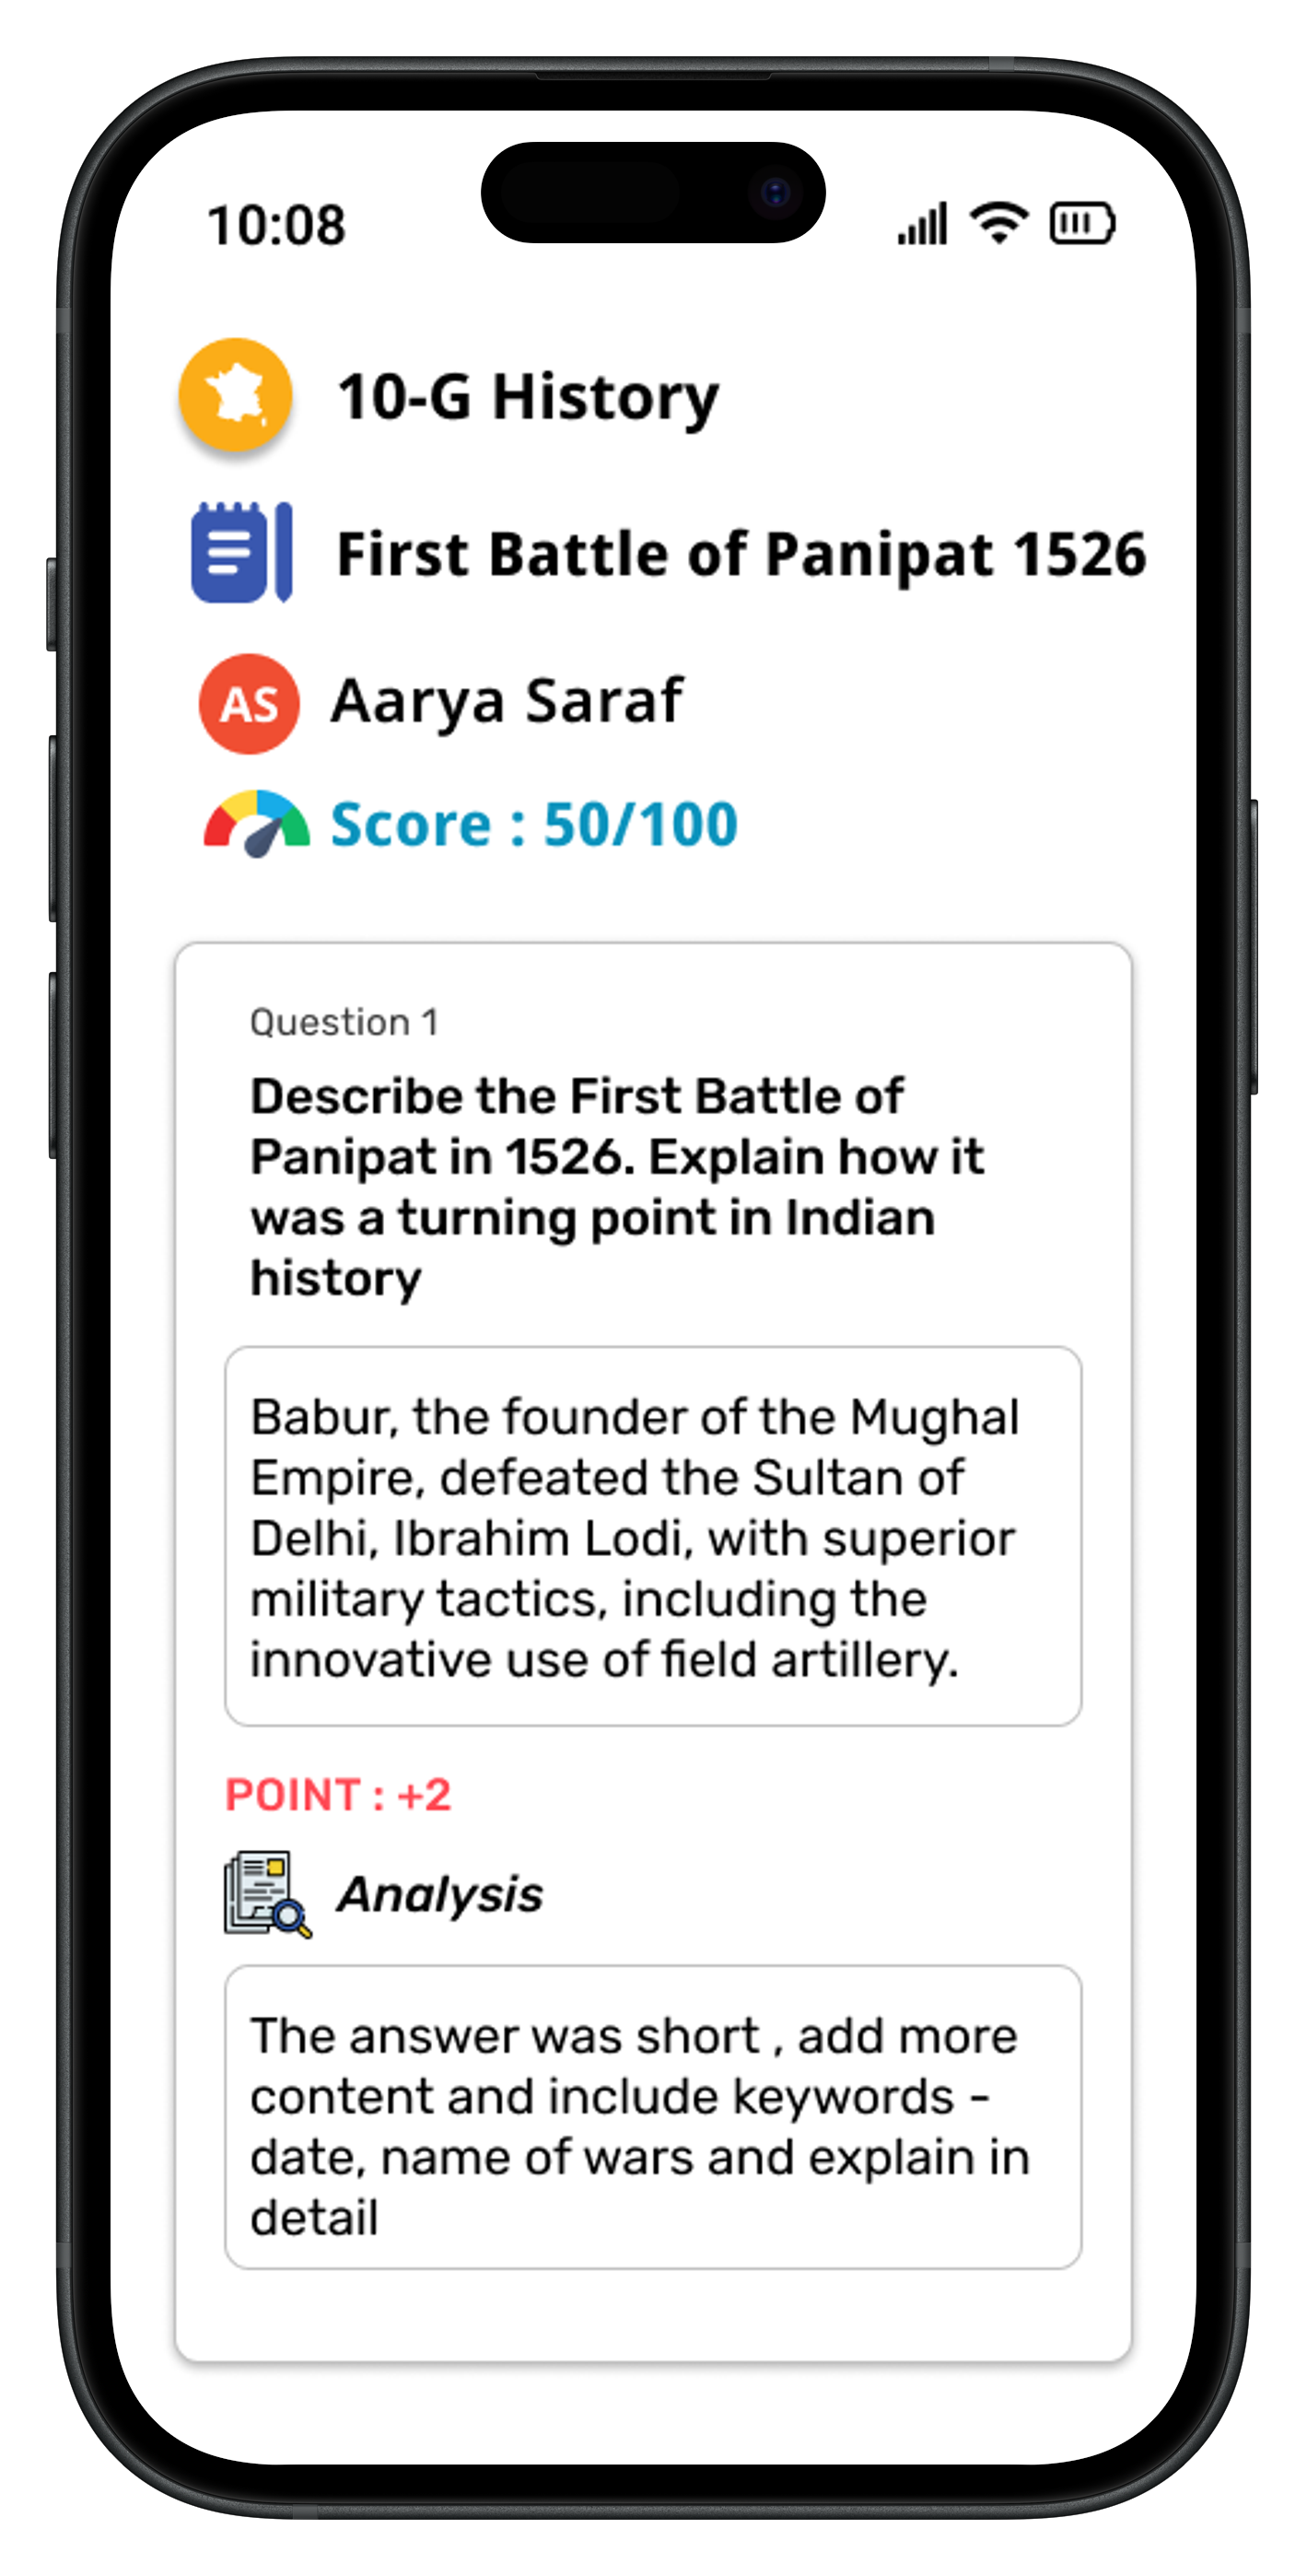 10:08
10-G History
First Battle of Panipat 1526
AS Aarya Saraf
Score : 50/100
Question 1
Describe the First Battle of
Panipat in 1526. Explain how it
was a turning point in Indian
history
Babur, the founder of the Mughal
Empire, defeated the Sultan of
Delhi, Ibrahim Lodi, with superior
military tactics, including the
innovative use of field artillery.
POINT : +2
Analysis
The answer was short , add more
content and include keywords -
date, name of wars and explain in
detail